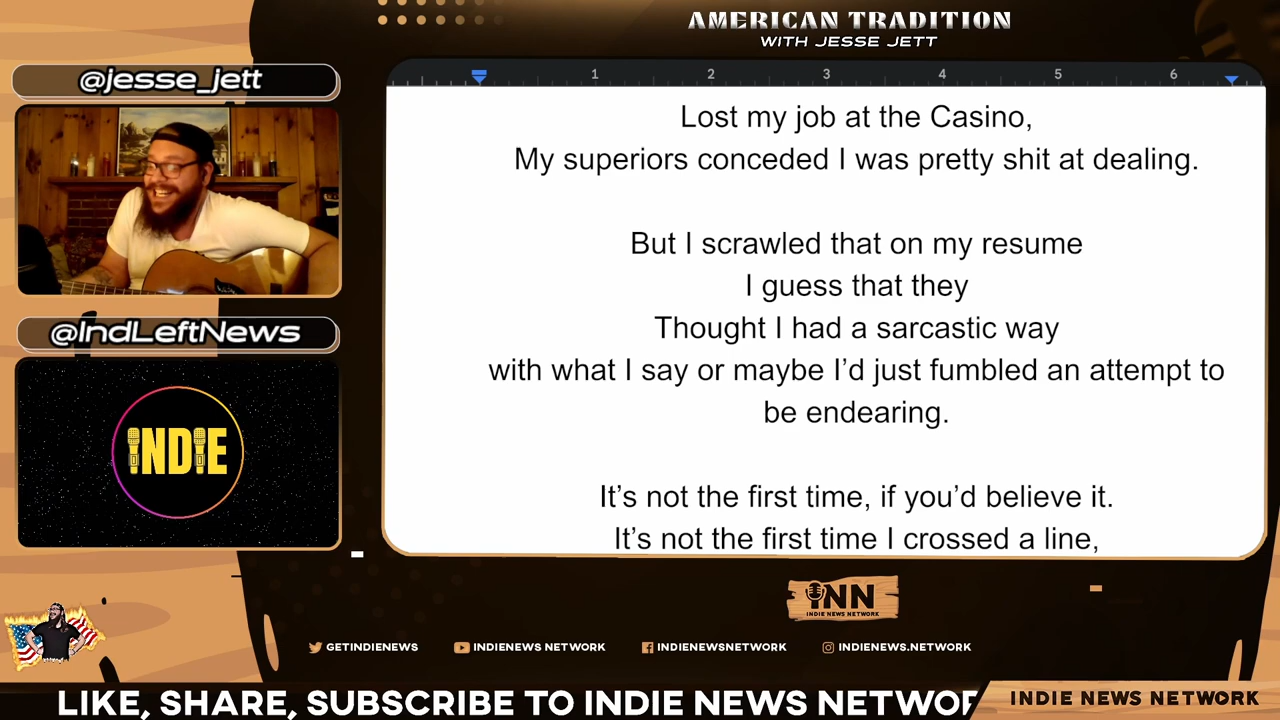 AMERICAN TRADITION
WITH JESSE JETT
@jesse_jett
1 2 3 4 5 6
Lost my job at the Casino,
My superiors conceded I was pretty shit at dealing.
But I scrawled that on my resume
I guess that they
Thought I had a sarcastic way
with what I say or maybe I’d just fumbled an attempt to
be endearing.
It’s not the first time, if you’d believe it.
It’s not the first time I crossed a line,
@IndLeftNews
INDIE
INN
INDIE NEWS NETWORK
GETINDIENEWS
INDIENEWS NETWORK
INDIENEWSNETWORK
INDIENEWS.NETWORK
LIKE, SHARE, SUBSCRIBE TO INDIE NEWS NETWOR
INDIE NEWS NETWORK